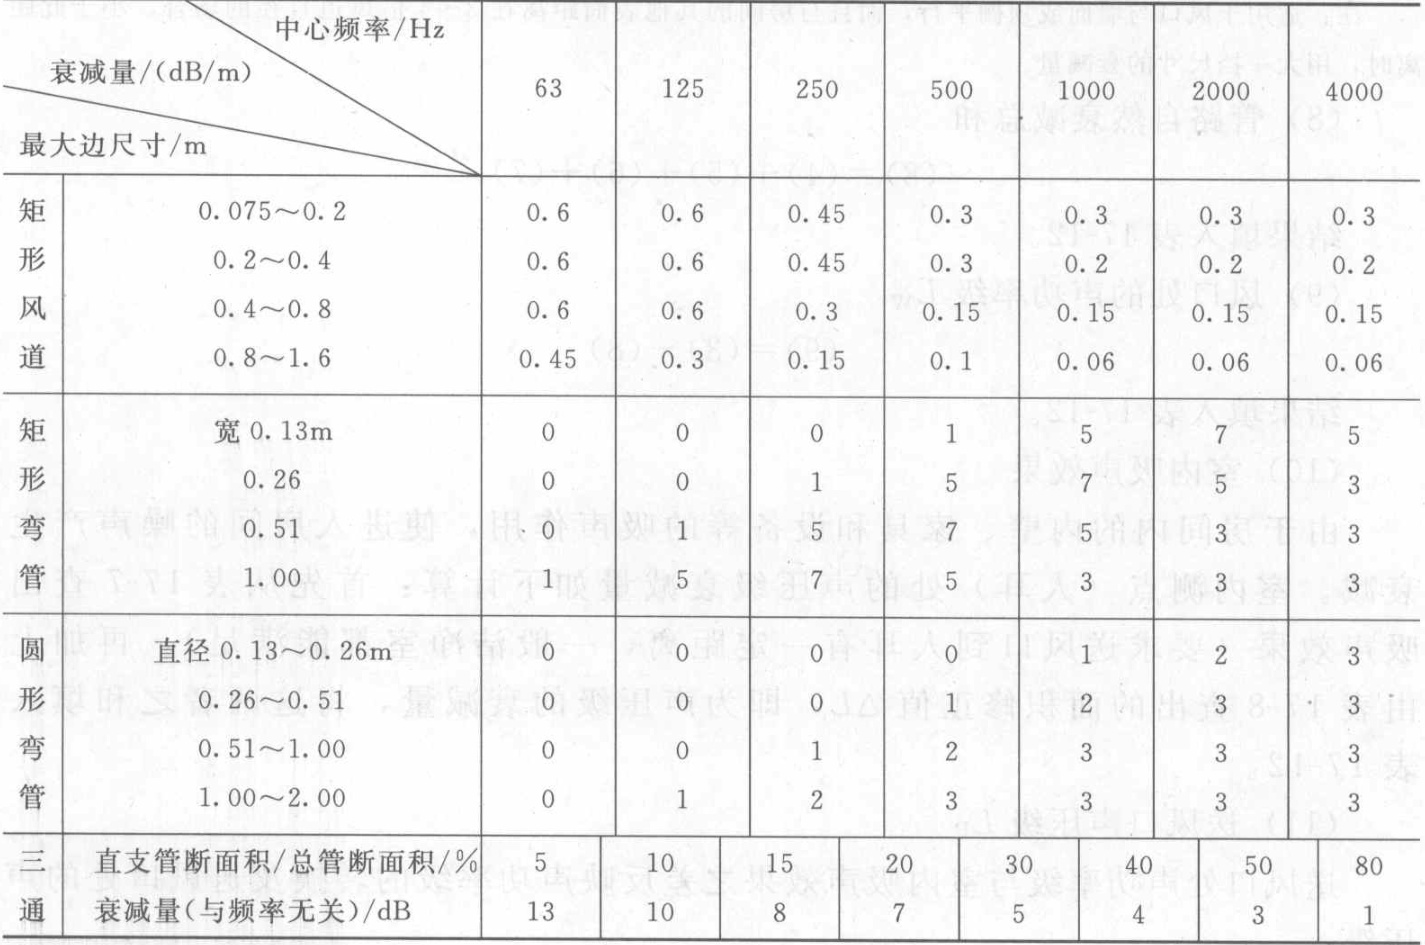 中心频率/Hz
衰减量/(dB/m)
最大边尺寸/m
63 125 250 500 1000 2000 4000
矩 0.075～0.2 0.6 0.6 0.45 0.3 0.3 0.3 0.3
形 0.2～0.4 0.6 0.6 0.45 0.3 0.2 0.2 0.2
风 0.4～0.8 0.6 0.6 0.3 0.15 0.15 0.15 0.15
道 0.8～1.6 0.45 0.3 0.15 0.1 0.06 0.06 0.06
矩 宽 0.13m 0 0 0 1 5 7 5
形 0.26 0 0 1 5 7 5 3
弯 0.51 0 1 5 7 5 3 3
管 1.00 1 5 7 5 3 3 3
圆 直径 0.13～0.26m 0 0 0 0 1 2 3
形 0.26～0.51 0 0 0 1 2 3 3
弯 0.51～1.00 0 0 1 2 3 3 3
管 1.00～2.00 0 1 2 3 3 3 3
三 直支管断面积/总管断面积/% 5 10 15 20 30 40 50 80
通 衰减量(与频率无关)/dB 13 10 8 7 5 4 3 1